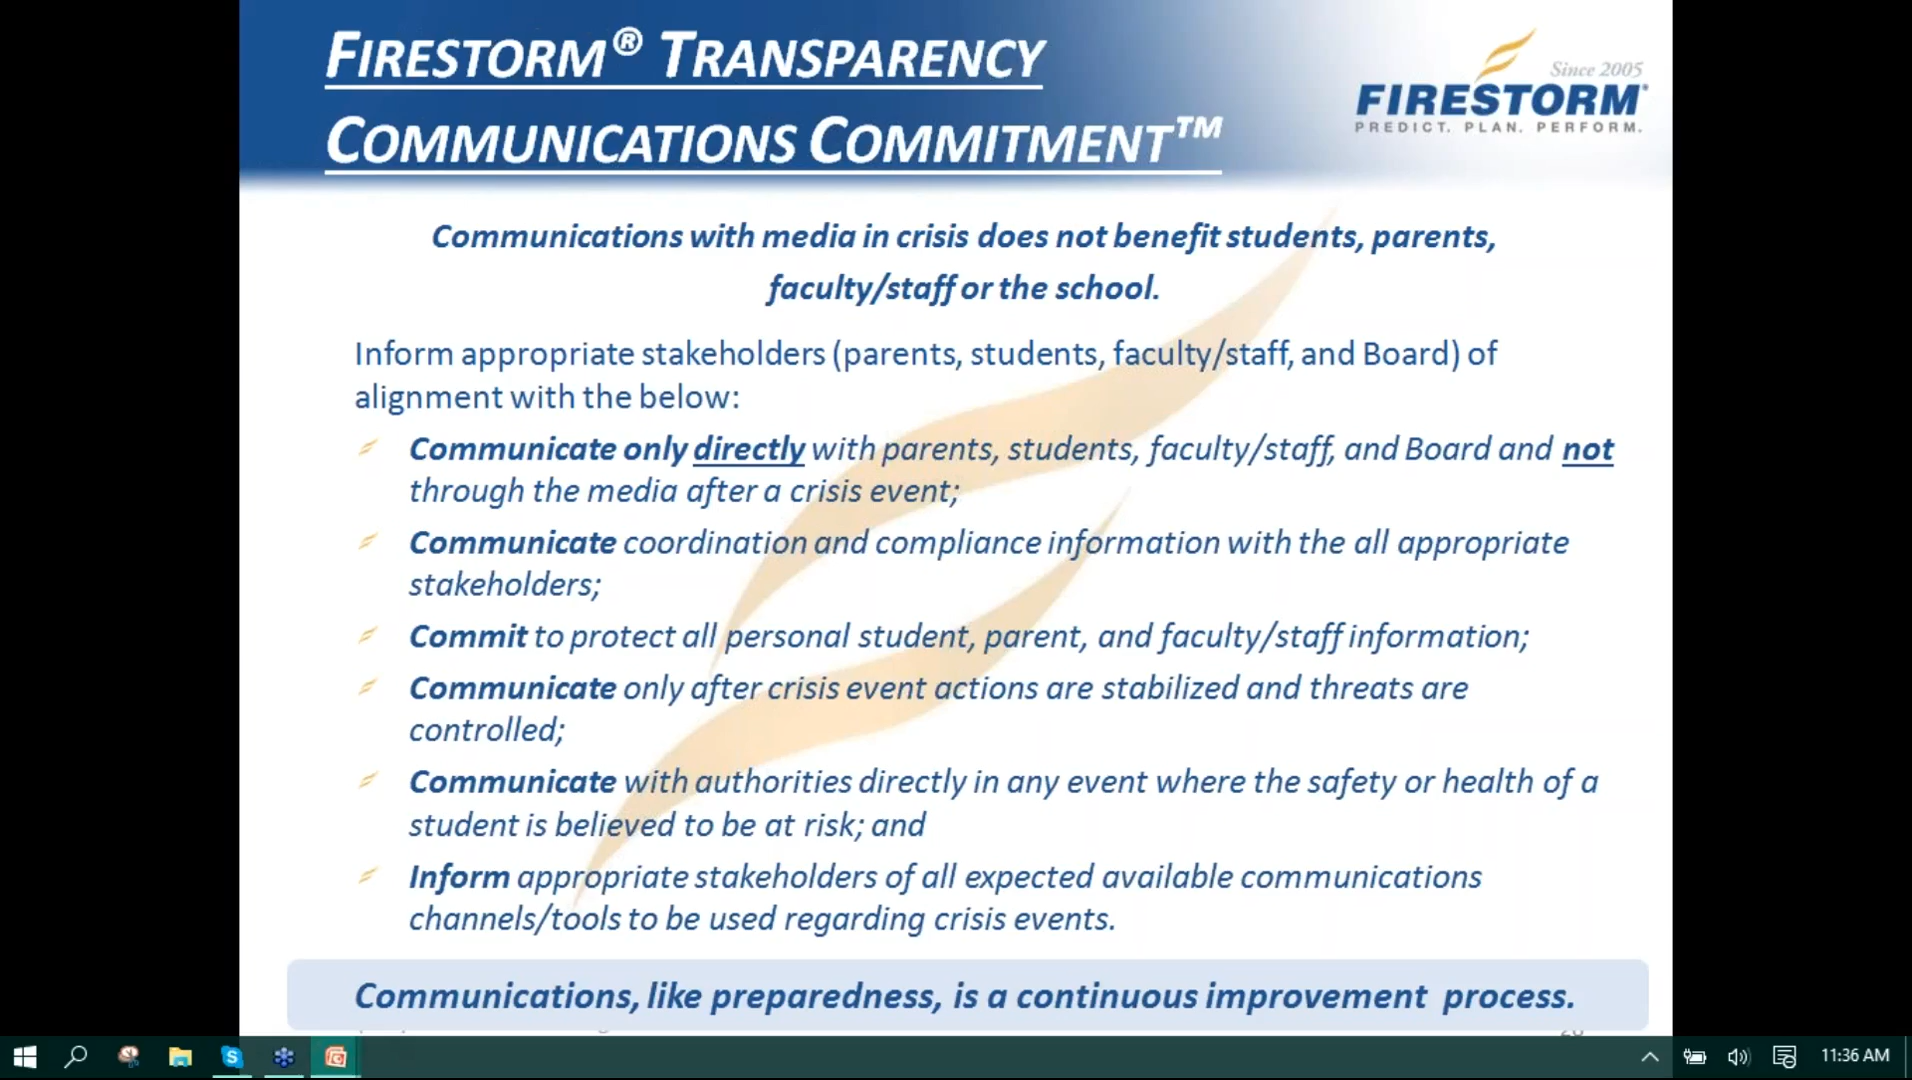 FIRESTORM® TRANSPARENCY
COMMUNICATIONS COMMITMENT™
Since 2005
FIRESTORM®
PREDICT. PLAN. PERFORM.
Communications with media in crisis does not benefit students, parents,
faculty/staff or the school.
Inform appropriate stakeholders (parents, students, faculty/staff, and Board) of
alignment with the below:
Communicate only directly with parents, students, faculty/staff, and Board and not
through the media after a crisis event;
Communicate coordination and compliance information with the all appropriate
stakeholders;
Commit to protect all personal student, parent, and faculty/staff information;
Communicate only after crisis event actions are stabilized and threats are
controlled;
Communicate with authorities directly in any event where the safety or health of a
student is believed to be at risk; and
Inform appropriate stakeholders of all expected available communications
channels/tools to be used regarding crisis events.
Communications, like preparedness, is a continuous improvement process.
11:36 AM